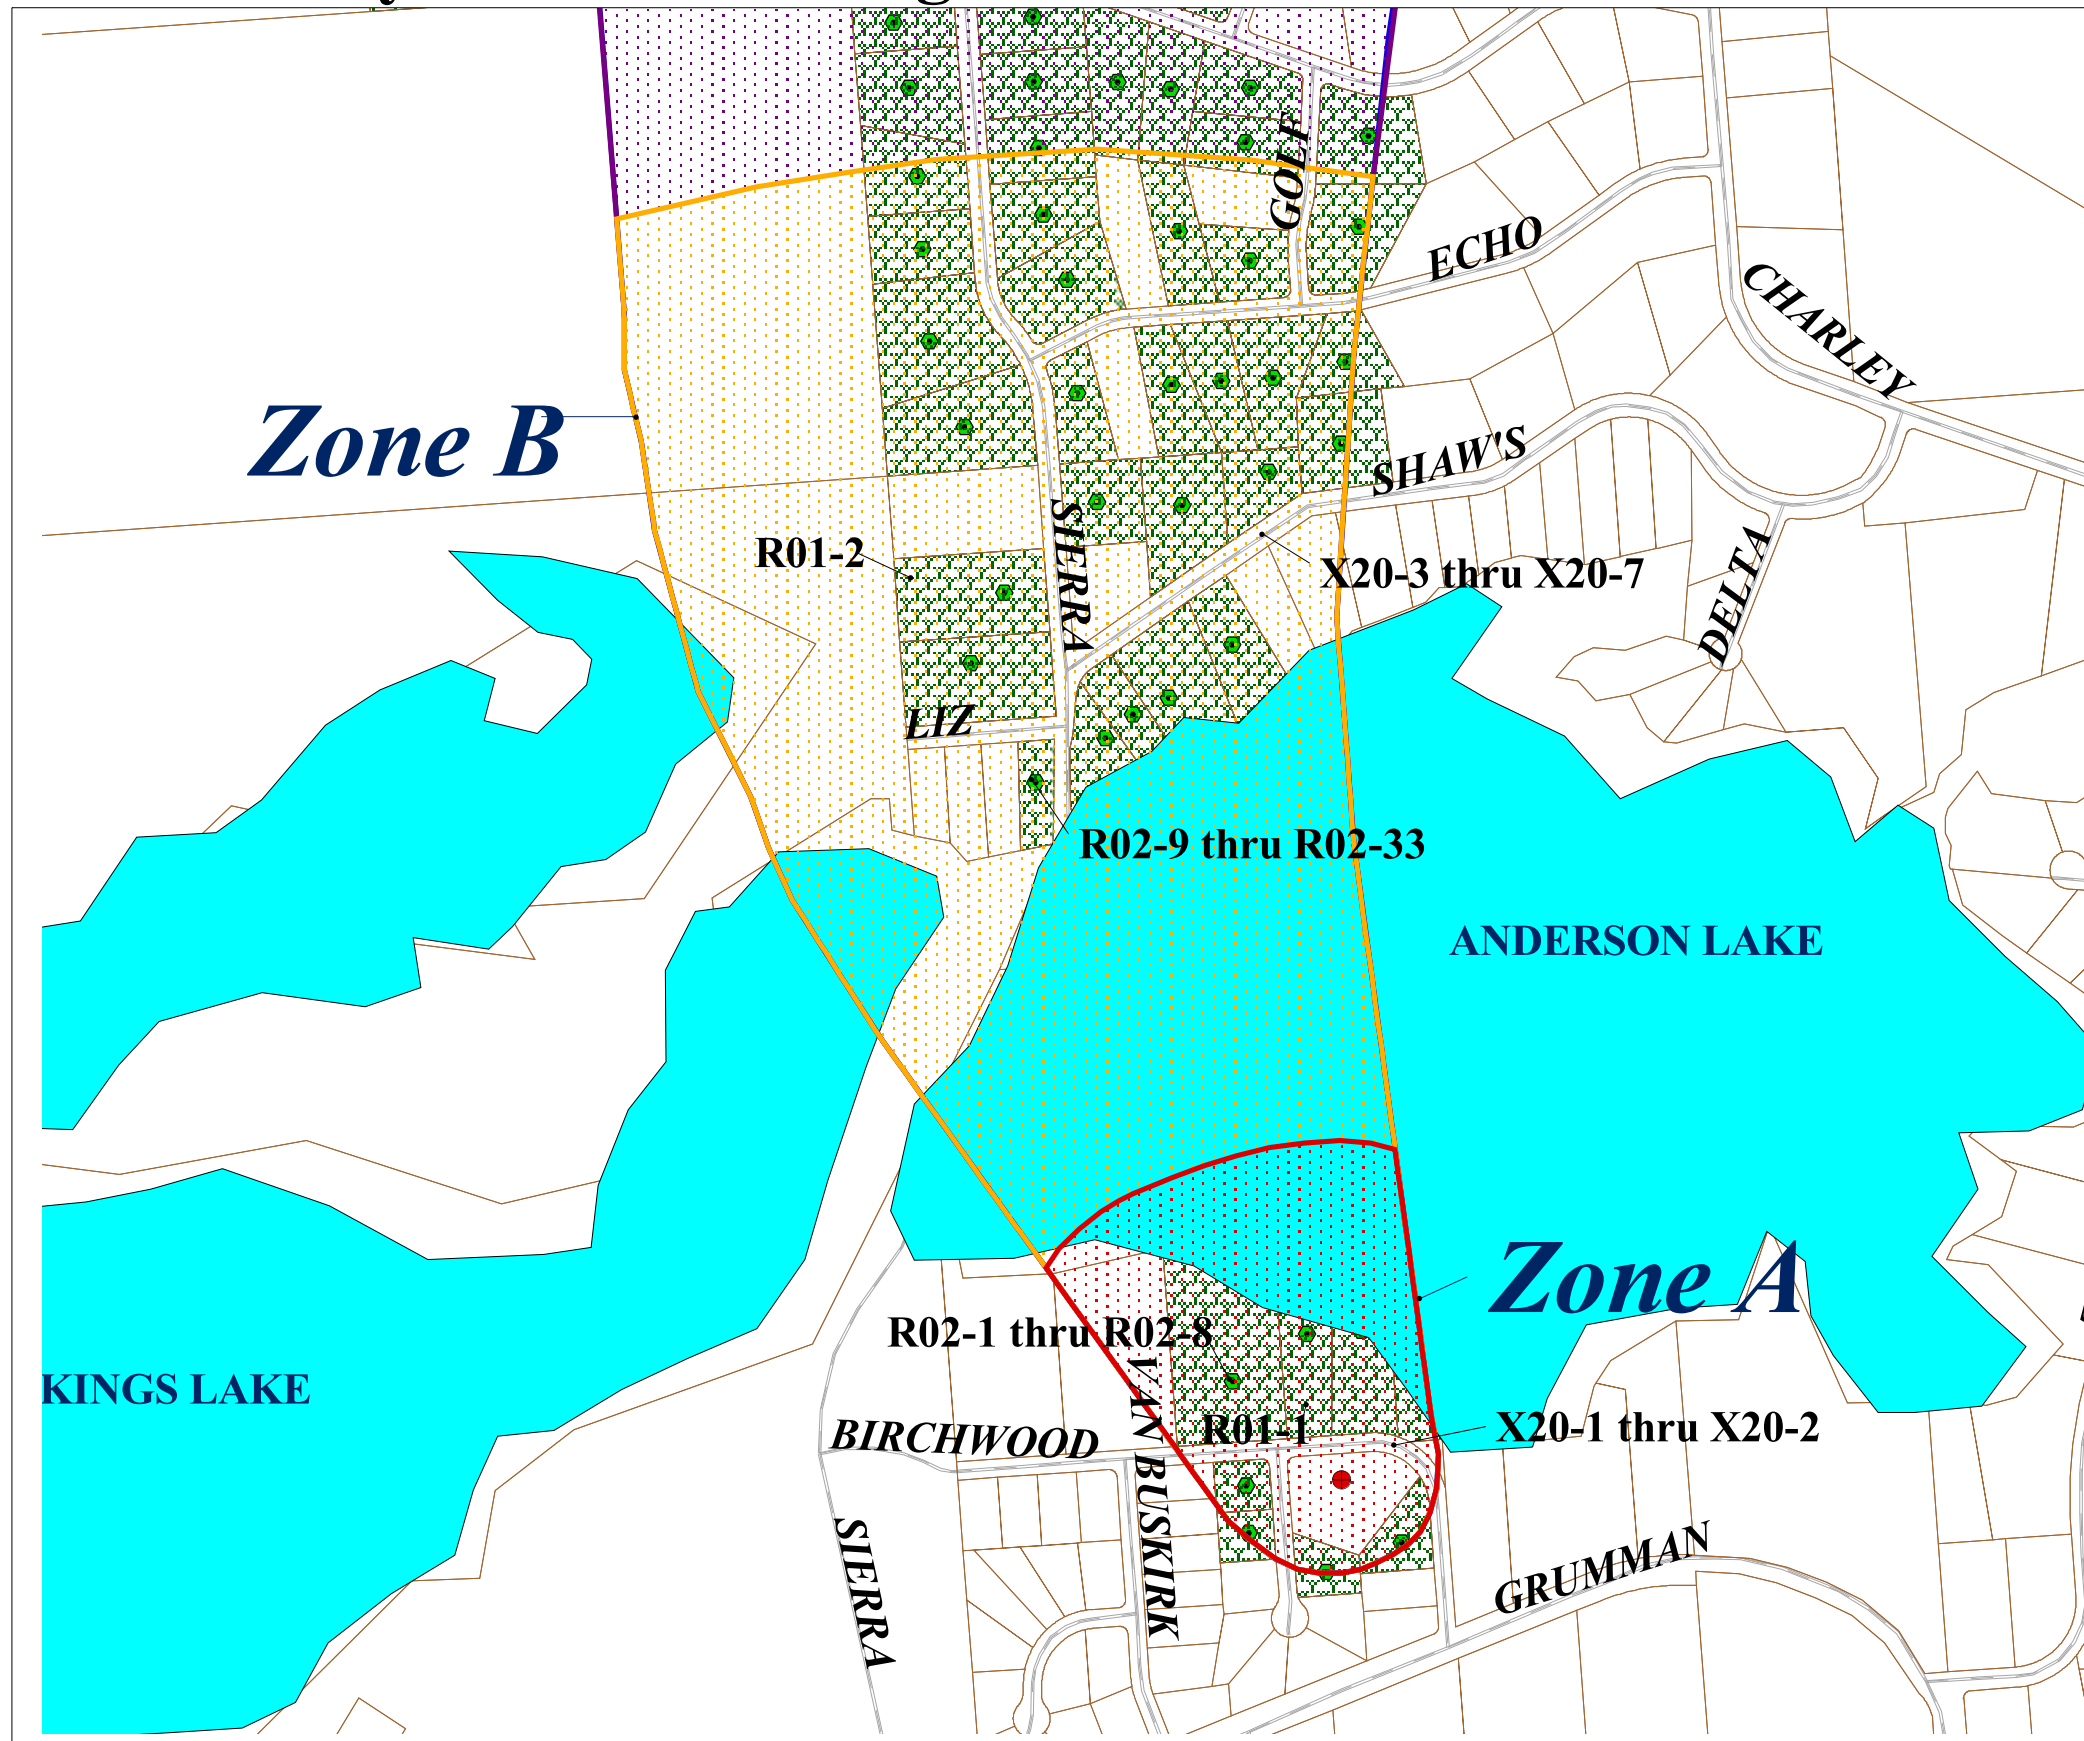 GOLF
ECHO
CHARLEY
Zone B
SHAW'S
SIERRA
R01-2
X20-3 thru X20-7
DELTA
LIZ
R02-9 thru R02-33
ANDERSON LAKE
Zone A
R02-1 thru R02-8
KINGS LAKE
VAN BUSKIRK
R01-1
X20-1 thru X20-2
BIRCHWOOD
SIERRA
GRUMMAN